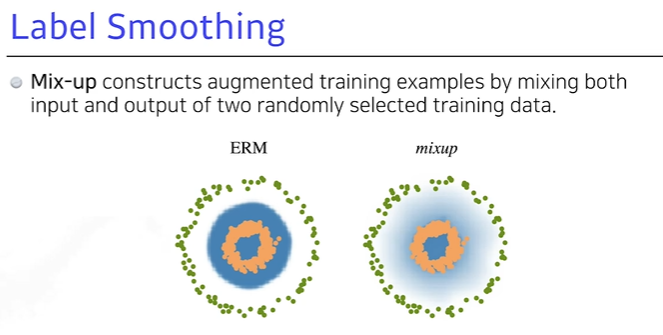 Label Smoothing
Mix-up constructs augmented training examples by mixing both
input and output of two randomly selected training data.
ERM mixup